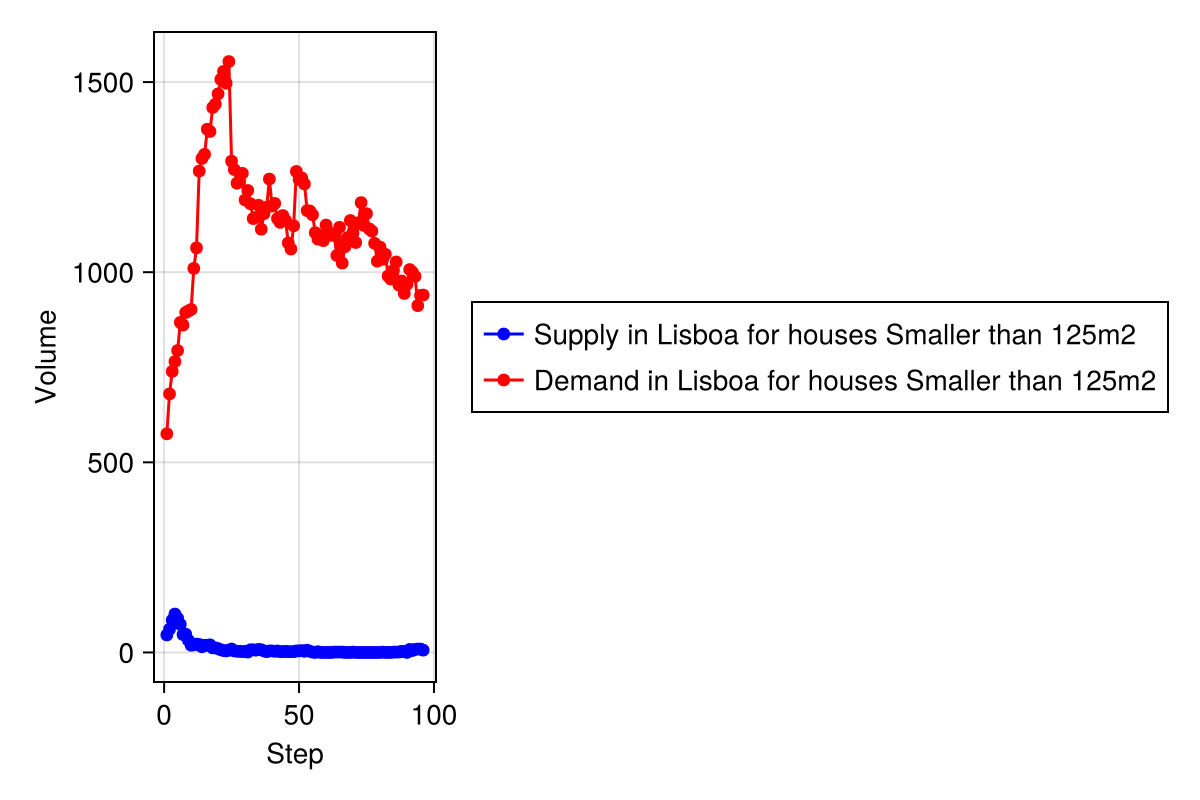 1500
1000
500
0
Volume
0 50 100
Step
Supply in Lisboa for houses Smaller than 125m2
Demand in Lisboa for houses Smaller than 125m2